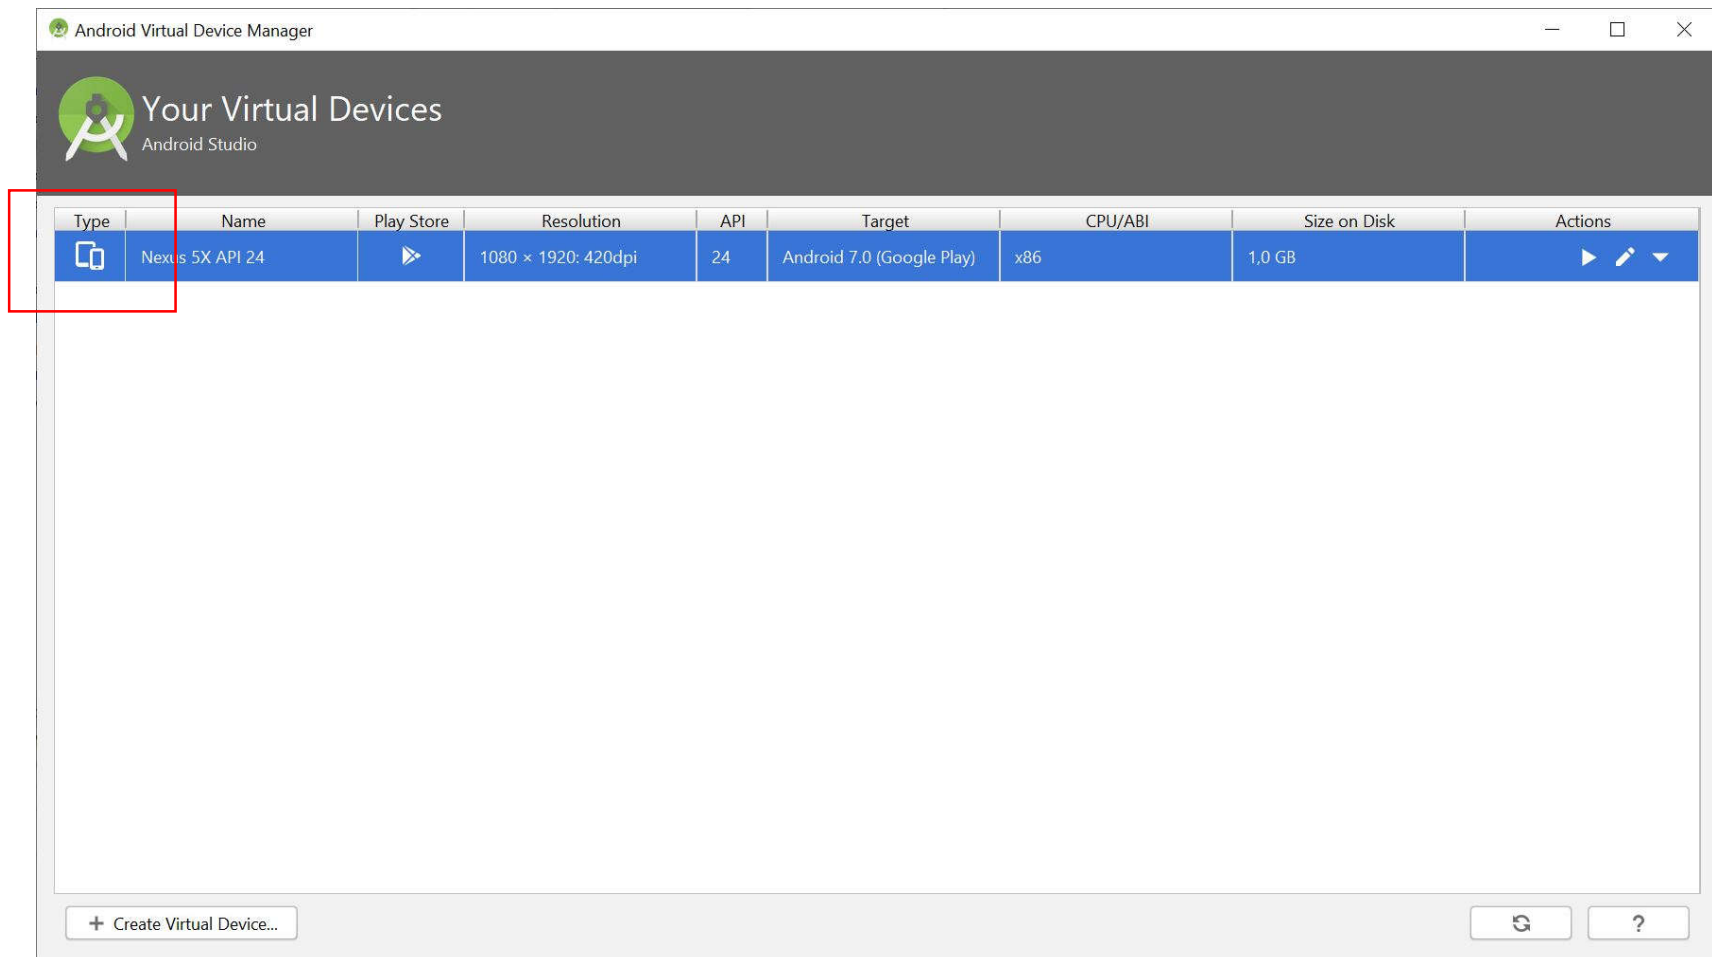 Android Virtual Device Manager
Your Virtual Devices
Android Studio
Type Name Play Store Resolution API Target CPU/ABI Size on Disk Actions
Nexus 5X API 24 1080 × 1920: 420dpi 24 Android 7.0 (Google Play) x86 1,0 GB
+ Create Virtual Device... ?